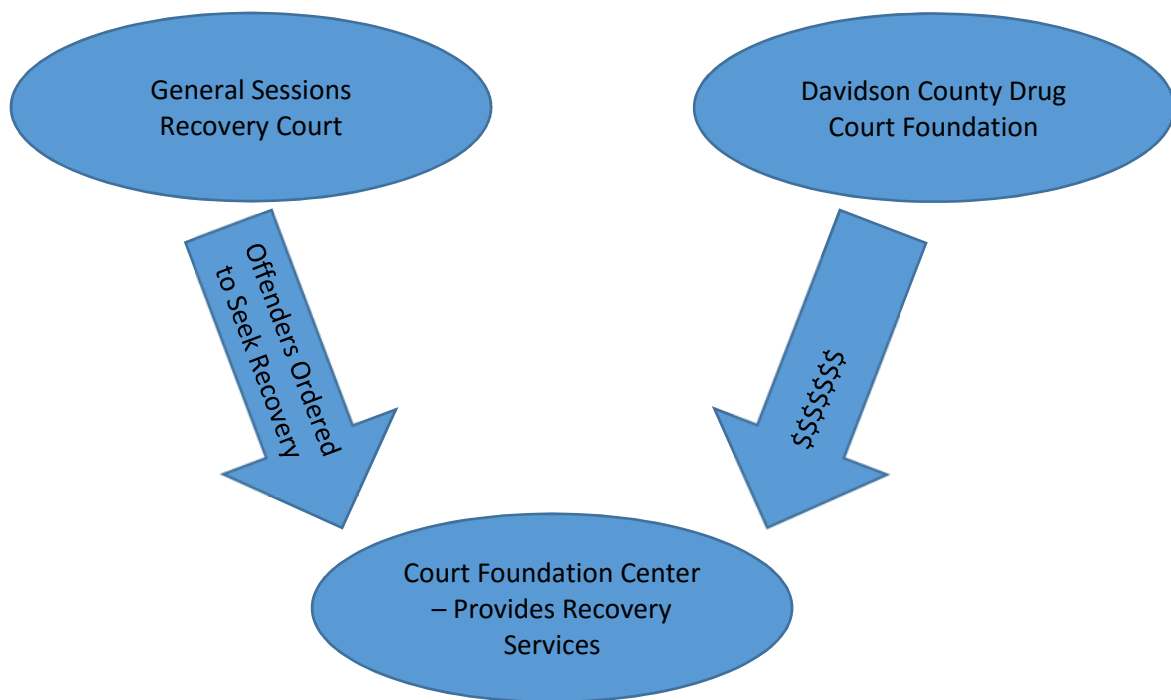 General Sessions
Recovery Court
Davidson County Drug
Court Foundation
Offenders Ordered
to Seek Recovery
$$$$$$$
Court Foundation Center
– Provides Recovery
Services